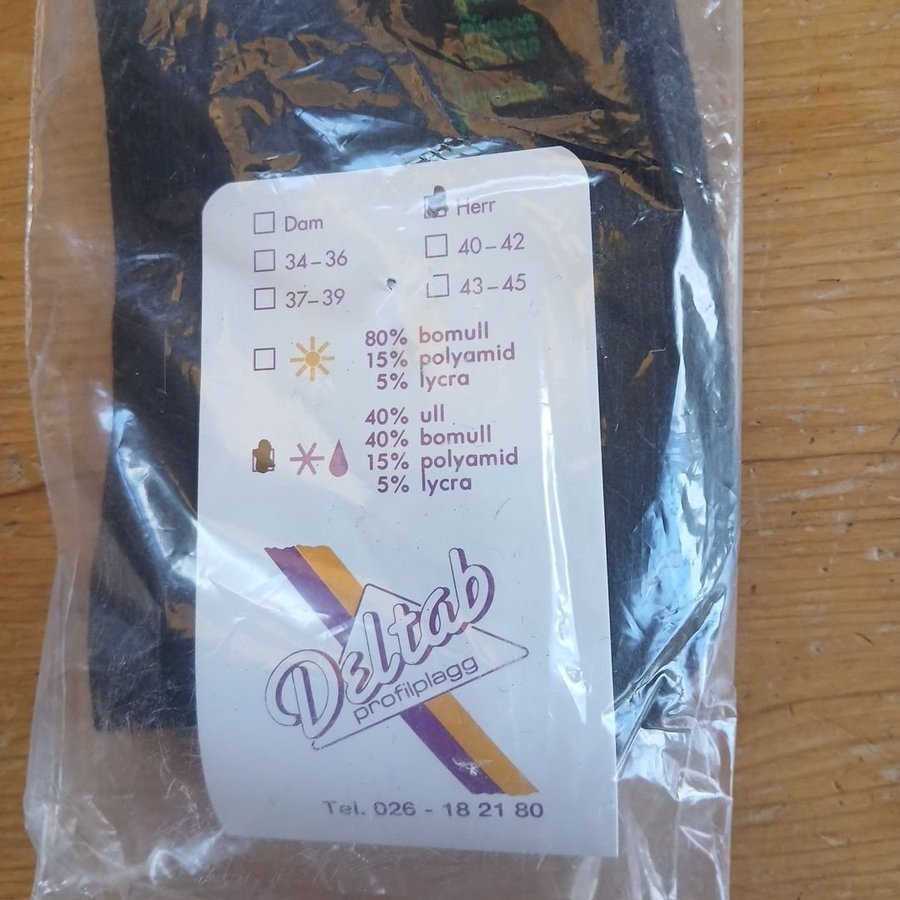 Dam
Herr
34-36
40-42
37-39
43-45
80% bomull
15% polyamid
5% lycra
40% ull
40% bomull
15% polyamid
5% lycra
Deltab
profilplagg
Tel. 026 - 18 21 80